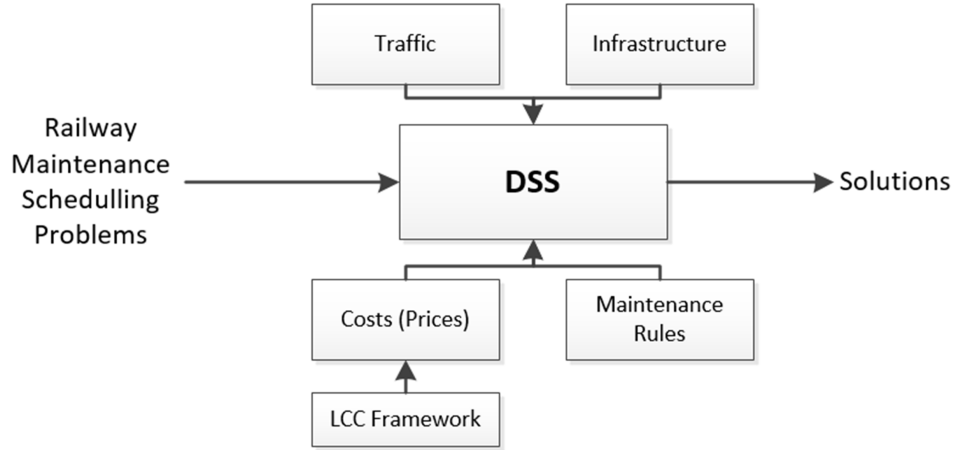 Traffic
Infrastructure
Railway
Maintenance
Schedulling
Problems
DSS
Solutions
Costs (Prices)
Maintenance
Rules
LCC Framework